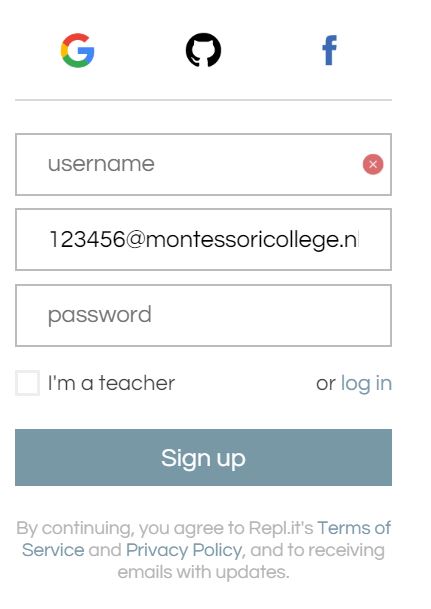 username
123456@montessoricollege.n
password
I'm a teacher or log in
Sign up
By continuing, you agree to Repl.it's Terms of
Service and Privacy Policy, and to receiving
emails with updates.